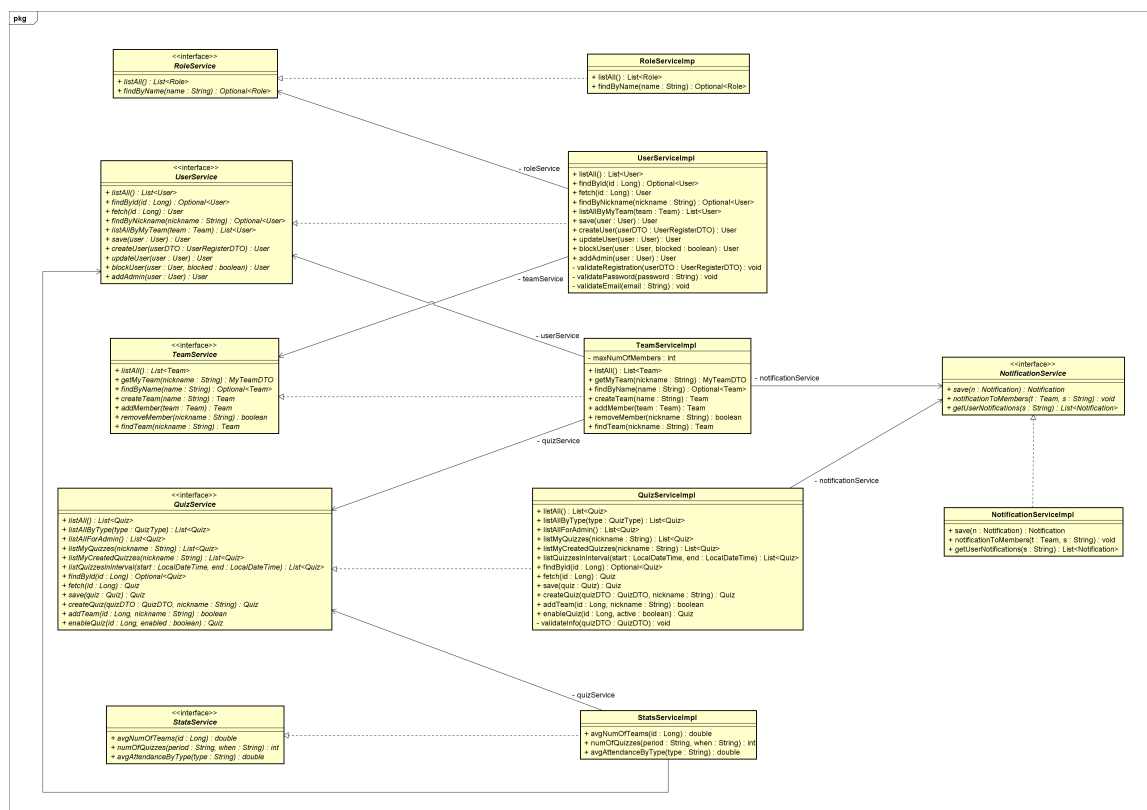 pkg
<<interface>>
RoleService
+ listAll() : List<Role>
+ findByName(name : String) : Optional<Role>
RoleServiceImp
+ listAll() : List<Role>
+ findByName(name : String) : Optional<Role>
- roleService
<<interface>>
UserService
+ listAll() : List<User>
+ findById(id : Long) : Optional<User>
+ fetch(id : Long) : User
+ findByNickname(nickname : String) : Optional<User>
+ listAllByMyTeam(team : Team) : List<User>
+ save(user : User) : User
+ createUser(userDTO : UserRegisterDTO) : User
+ updateUser(user : User) : User
+ blockUser(user : User, blocked : boolean) : User
+ addAdmin(user : User) : User
UserServiceImpl
+ listAll() : List<User>
+ findById(id : Long) : Optional<User>
+ fetch(id : Long) : User
+ findByNickname(nickname : String) : Optional<User>
+ listAllByMyTeam(team : Team) : List<User>
+ save(user : User) : User
+ createUser(userDTO : UserRegisterDTO) : User
+ updateUser(user : User) : User
+ blockUser(user : User, blocked : boolean) : User
+ addAdmin(user : User) : User
- validateRegistration(userDTO : UserRegisterDTO) : void
- validatePassword(password : String) : void
- validateEmail(email : String) : void
- teamService
- userService
<<interface>>
TeamService
+ listAll() : List<Team>
+ getMyTeam(nickname : String) : MyTeamDTO
+ findByName(name : String) : Optional<Team>
+ createTeam(team : Team) : Team
+ addMember(team : Team) : Team
+ removeMember(nickname : String) : boolean
+ findTeam(nickname : String) : Team
TeamServiceImpl
- maxNumOfMembers : int
+ listAll() : List<Team>
+ getMyTeam(nickname : String) : MyTeamDTO
+ findByName(name : String) : Optional<Team>
+ createTeam(team : Team) : Team
+ addMember(team : Team) : Team
+ removeMember(nickname : String) : boolean
+ findTeam(nickname : String) : Team
- notificationService
<<interface>>
NotificationService
+ save(n : Notification) : Notification
+ notificationToMembers(t : Team, s : String) : void
+ getUserNotifications(s : String) : List<Notification>
- quizService
- notificationService
<<interface>>
QuizService
+ listAll() : List<Quiz>
+ listAllByType(type : QuizType) : List<Quiz>
+ listAllForAdmin() : List<Quiz>
+ listMyQuizzes(nickname : String) : List<Quiz>
+ listMyCreatedQuizzes(nickname : String) : List<Quiz>
+ listQuizzesInInterval(start : LocalDateTime, end : LocalDateTime) : List<Quiz>
+ findById(id : Long) : Optional<Quiz>
+ fetch(id : Long) : Quiz
+ save(quiz : Quiz) : Quiz
+ createQuiz(quizDTO : QuizDTO, nickname : String) : Quiz
+ addTeam(id : Long, nickname : String) : boolean
+ enableQuiz(id : Long, enabled : boolean) : Quiz
QuizServiceImpl
+ listAll() : List<Quiz>
+ listAllByType(type : QuizType) : List<Quiz>
+ listAllForAdmin() : List<Quiz>
+ listMyQuizzes(nickname : String) : List<Quiz>
+ listMyCreatedQuizzes(nickname : String) : List<Quiz>
+ listQuizzesInInterval(start : LocalDateTime, end : LocalDateTime) : List<Quiz>
+ findById(id : Long) : Optional<Quiz>
+ fetch(id : Long) : Quiz
+ save(quiz : Quiz) : Quiz
+ createQuiz(quizDTO : QuizDTO, nickname : String) : Quiz
+ addTeam(id : Long, nickname : String) : boolean
+ enableQuiz(id : Long, active : boolean) : Quiz
- validateInfo(quizDTO : QuizDTO) : void
NotificationServiceImpl
+ save(n : Notification) : Notification
+ notificationToMembers(t : Team, s : String) : void
+ getUserNotifications(s : String) : List<Notification>
- quizService
<<interface>>
StatsService
+ avgNumOfTeams(id : Long) : double
+ numOfQuizzes(period : String, when : String) : int
+ avgAttendanceByType(type : String) : double
StatsServiceImpl
+ avgNumOfTeams(id : Long) : double
+ numOfQuizzes(period : String, when : String) : int
+ avgAttendanceByType(type : String) : double